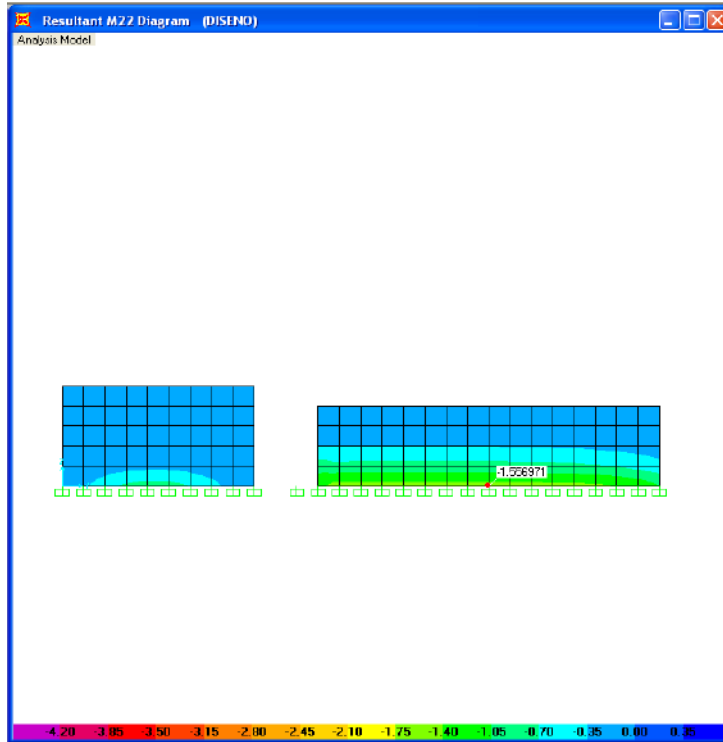 Resultant M22 Diagram (DISENO)
Analysis Model
-1.556971
-4.20 -3.85 -3.50 -3.15 -2.80 -2.45 -2.10 -1.75 -1.40 -1.05 -0.70 -0.35 0.00 0.35